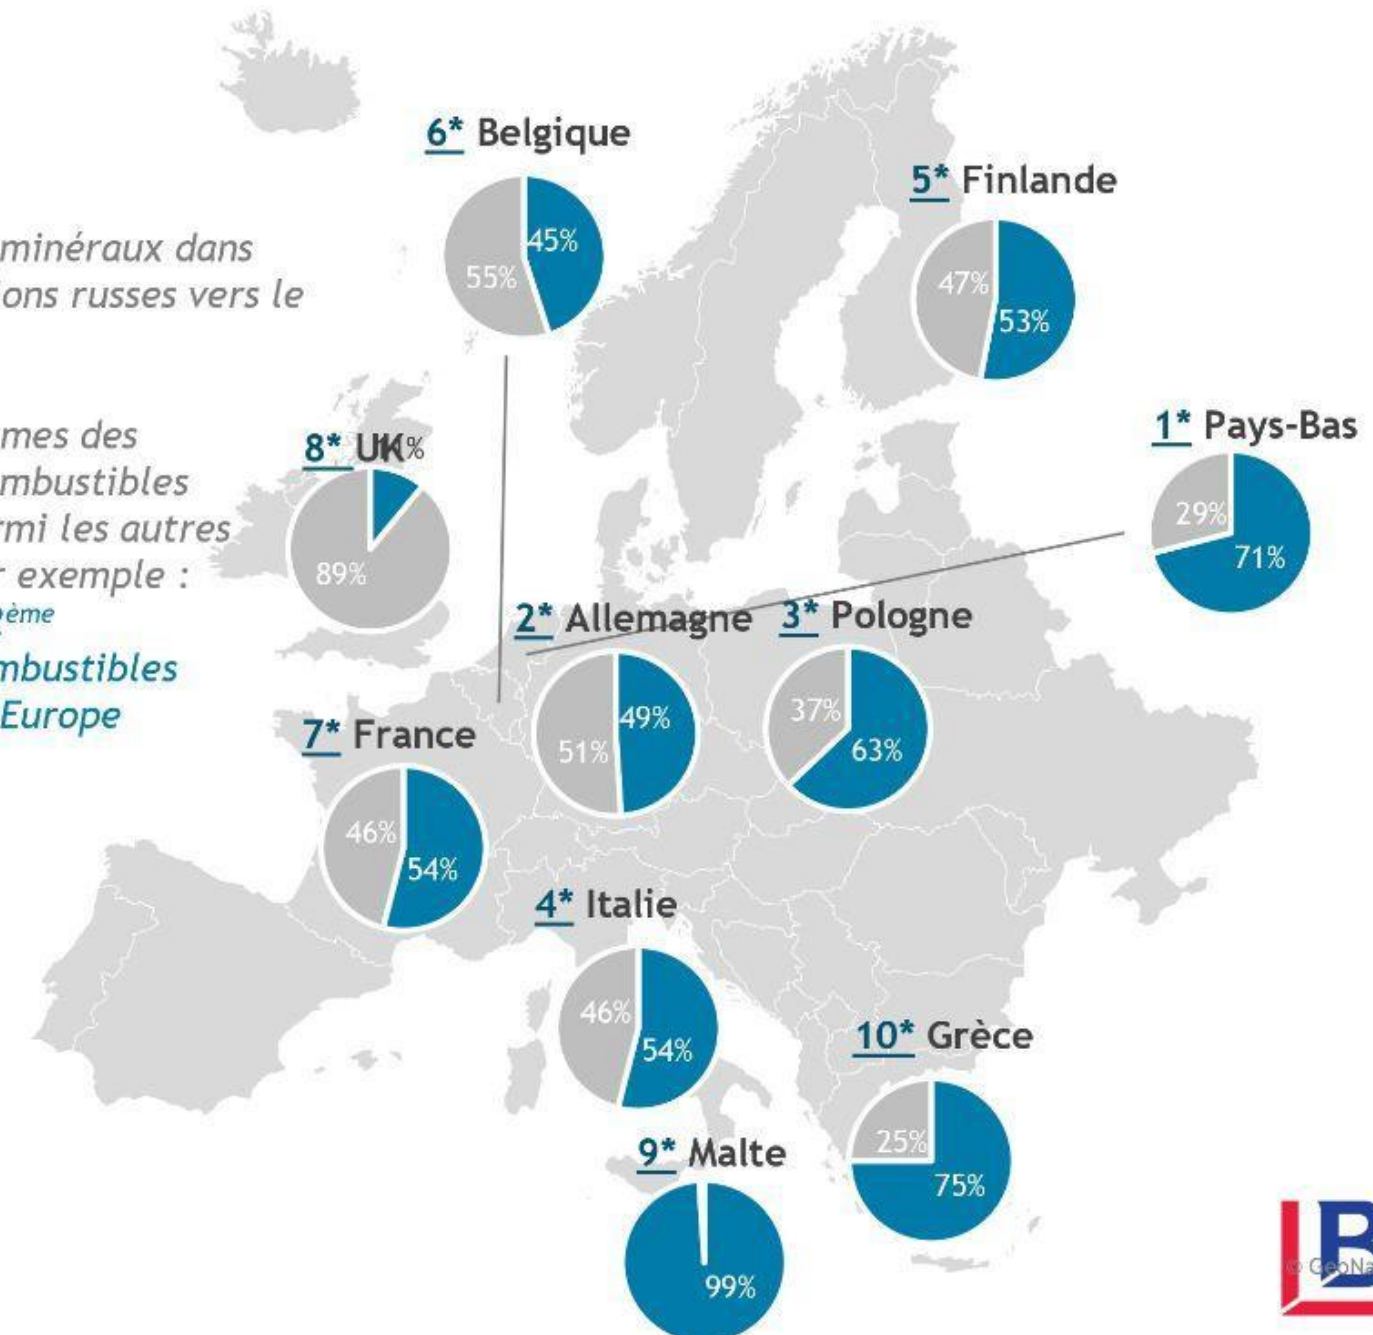 6* Belgique
45%
55%
5* Finlande
47%
53%
minéraux dans
ions russes vers le
mes des
mbustibles
rmi les autres
r exemple :
ème
mbustibles
Europe
8* UK
89%
1* Pays-Bas
29%
71%
2* Allemagne
49%
51%
3* Pologne
37%
63%
7* France
46%
54%
4* Italie
46%
54%
10* Grèce
25%
75%
9* Malte
99%
B
© GeoNa